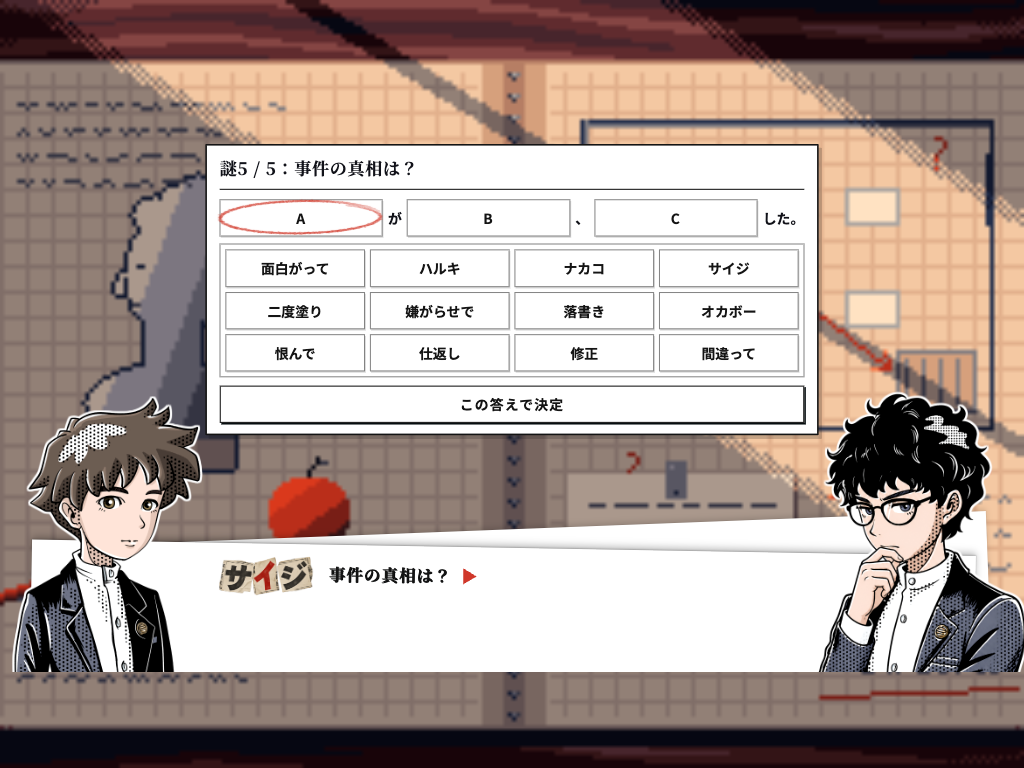 謎5 / 5：事件の真相は？
A が B 、 C した。
面白がって ハルキ ナカコ サイジ
二度塗り 嫌がらせで 落書き オカボー
恨んで 仕返し 修正 間違って
この答えで決定
?
?
サイジ 事件の真相は？